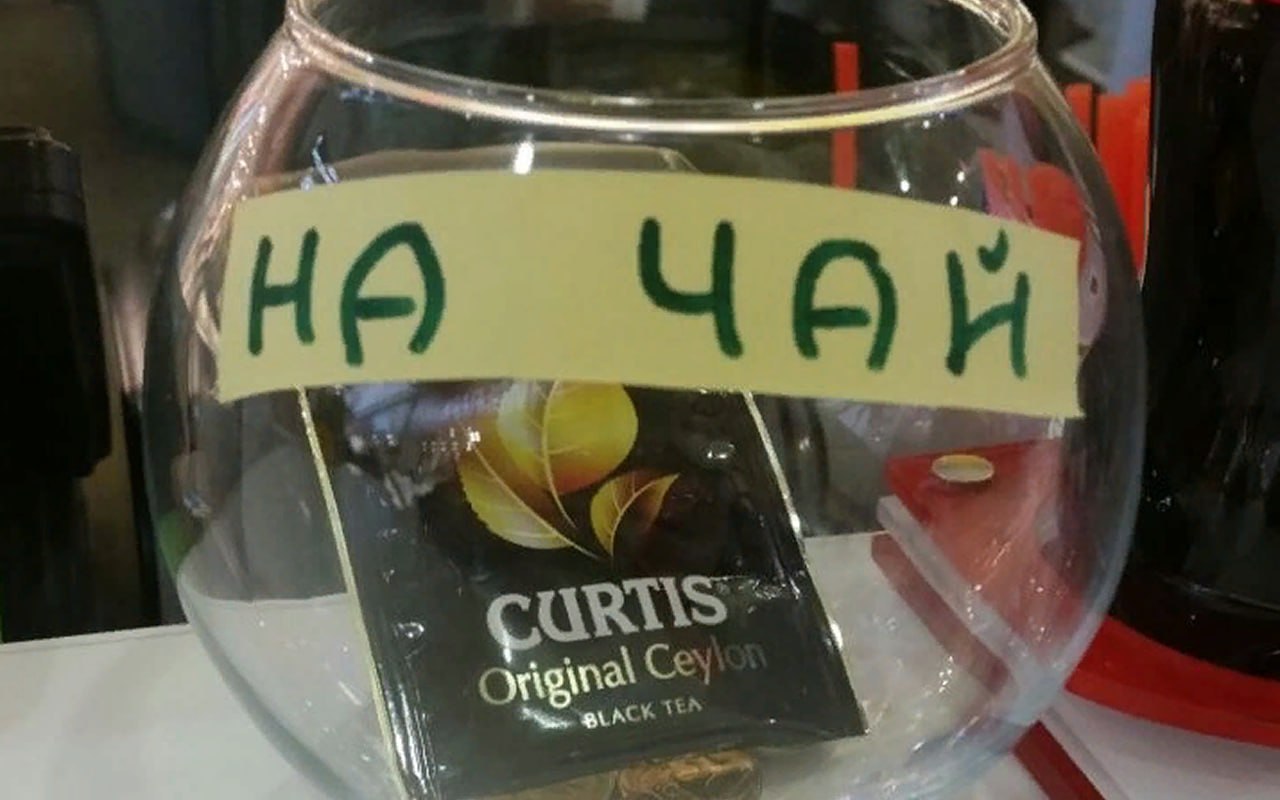 НА ЧАЙ
CURTIS
Original Ceylon
BLACK TEA